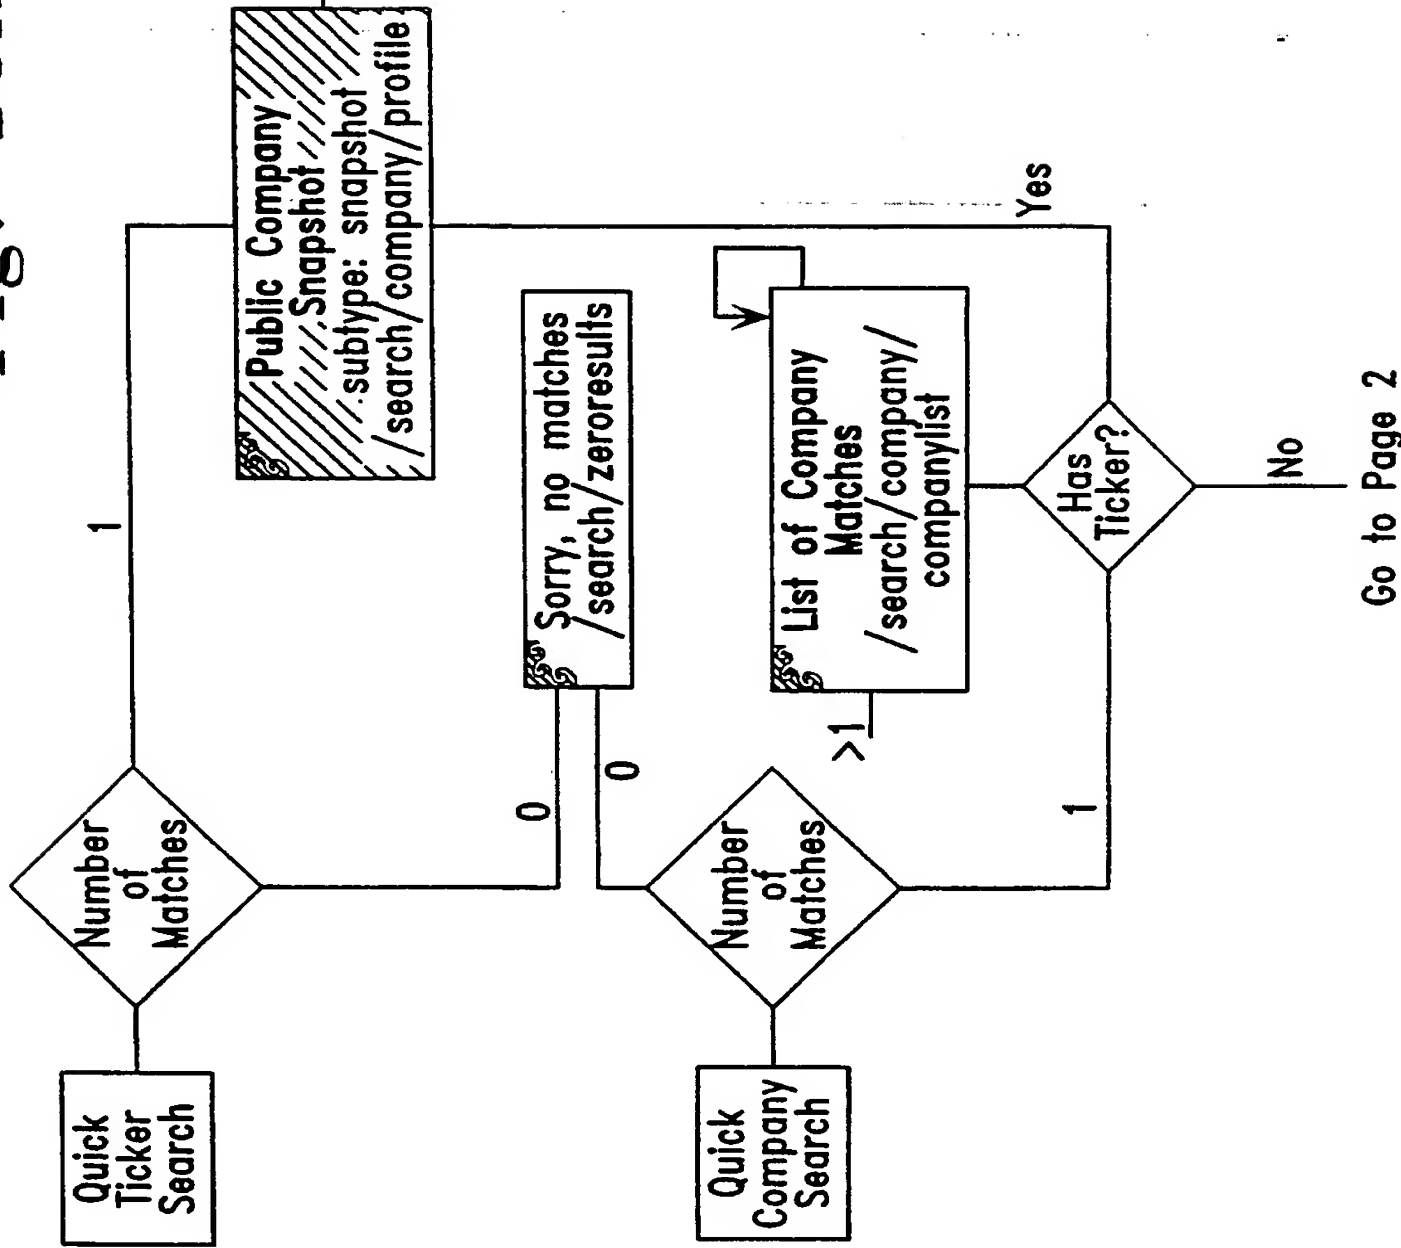 Quick
Ticker
Search
Number
of
Matches
1
0
Public Company
Snapshot
subtype: snapshot
/search/company/profile
Sorry, no matches
/search/zeroresults
0
Quick
Company
Search
Number
of
Matches
>1
1
List of Company
Matches
/search/company/
companylist
Has
Ticker?
Yes
No
Go to Page 2